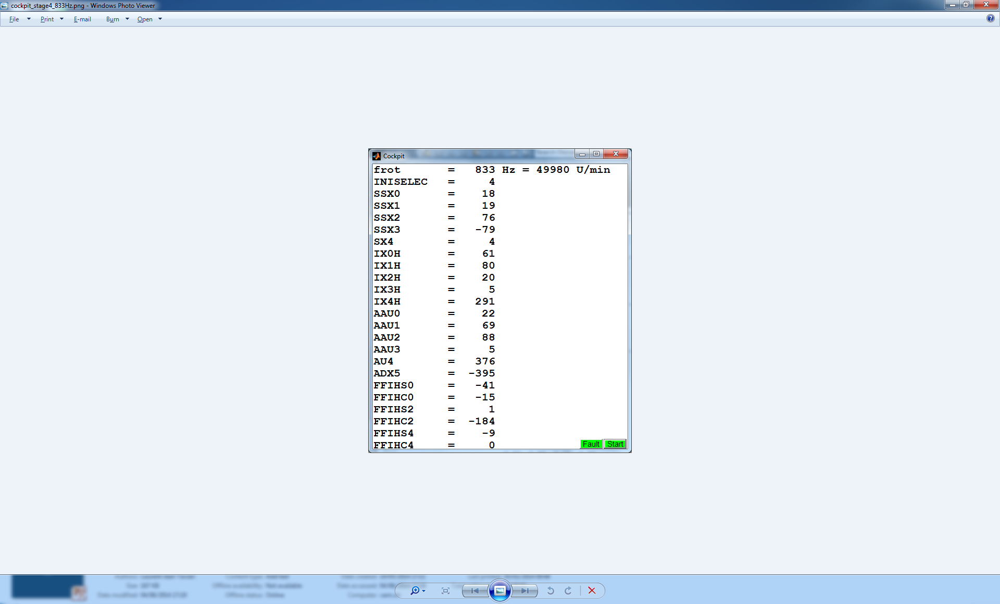 cockpit_stage4_833Hz.png - Windows Photo Viewer
File Print E-mail Burn Open
Cockpit
frot = 833 Hz = 49980 U/min
INISELEC = 4
SSX0 = 18
SSX1 = 19
SSX2 = 76
SSX3 = -79
SX4 = 4
IX0H = 61
IX1H = 80
IX2H = 20
IX3H = 5
IX4H = 291
AAU0 = 22
AAU1 = 69
AAU2 = 88
AAU3 = 5
AU4 = 376
ADX5 = -395
FFIHS0 = -41
FFIHC0 = -15
FFIHS2 = 1
FFIHC2 = -184
FFIHS4 = -9
FFIHC4 = 0
Fault Start